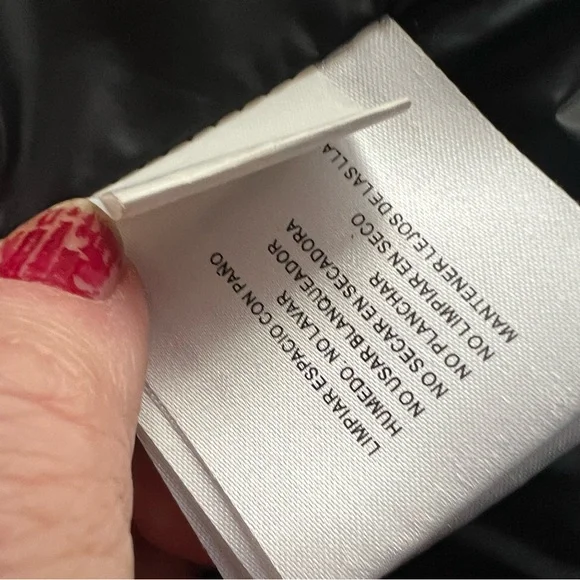 LIMPIAR ESPACIO CON PAÑO
HUMEDO NO LAVAR
NO USAR BLANQUEADOR
NO SECAR EN SECADORA
NO PLANCHAR
NO LIMPIAR EN SECO
MANTENER LEJOS DE LAS LLA